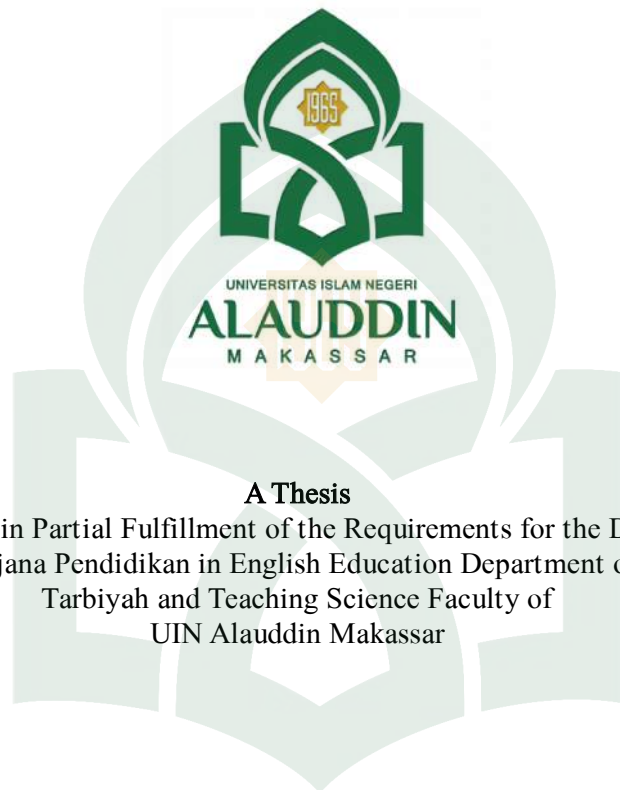 1965
UNIVERSITAS ISLAM NEGERI
ALAUDDIN
MAKASSAR
A Thesis
in Partial Fulfillment of the Requirements for the D
jana Pendidikan in English Education Department o
Tarbiyah and Teaching Science Faculty of
UIN Alauddin Makassar